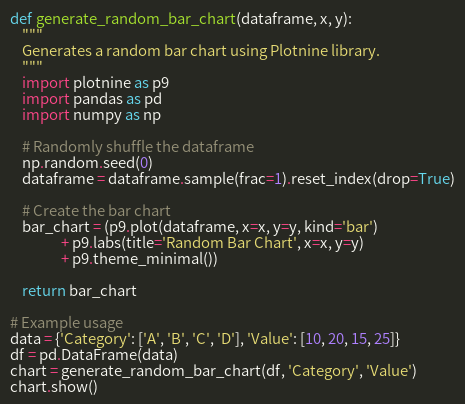 def generate_random_bar_chart(dataframe, x, y):
    """
    Generates a random bar chart using Plotnine library.
    """
    import plotnine as p9
    import pandas as pd
    import numpy as np

    # Randomly shuffle the dataframe
    np.random.seed(0)
    dataframe = dataframe.sample(frac=1).reset_index(drop=True)

    # Create the bar chart
    bar_chart = (p9.plot(dataframe, x=x, y=y, kind='bar')
                 + p9.labs(title='Random Bar Chart', x=x, y=y)
                 + p9.theme_minimal())

    return bar_chart

# Example usage
data = {'Category': ['A', 'B', 'C', 'D'], 'Value': [10, 20, 15, 25]}
df = pd.DataFrame(data)
chart = generate_random_bar_chart(df, 'Category', 'Value')
chart.show()